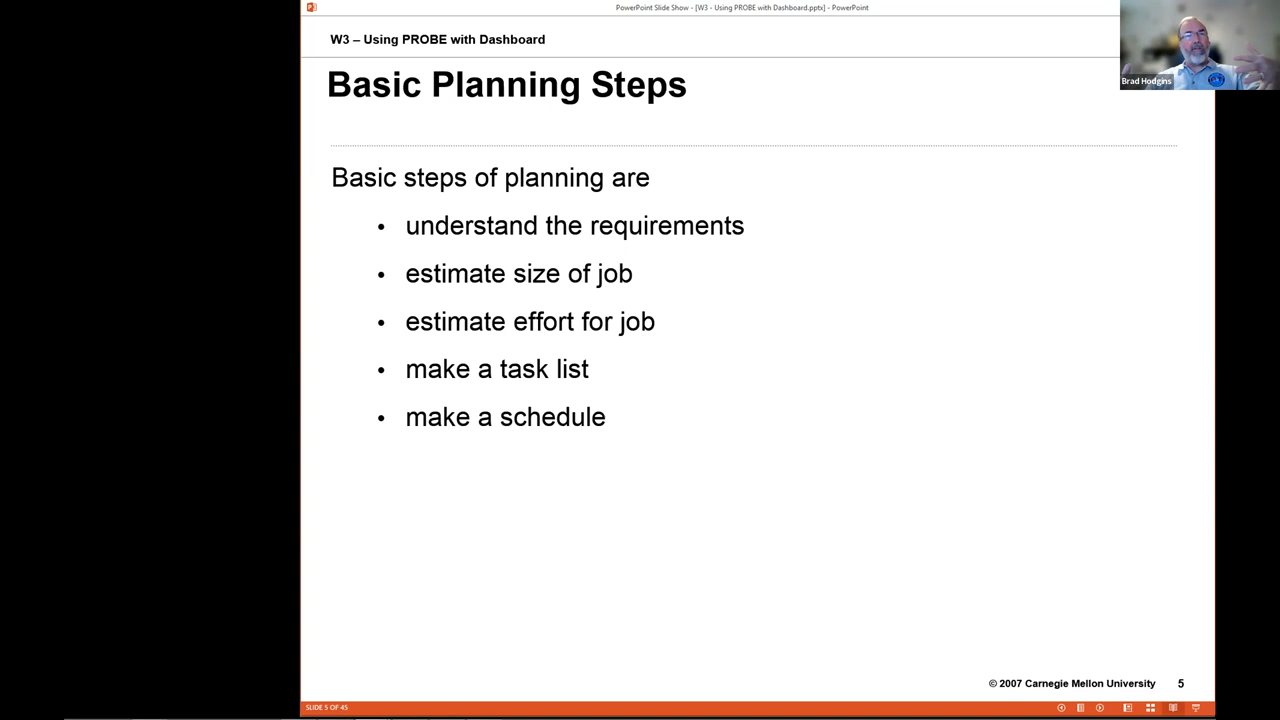 PowerPoint Slide Show - [W3 - Using PROBE with Dashboard.pptx] - PowerPoint
W3 – Using PROBE with Dashboard
Brad Hodgins
Basic Planning Steps
Basic steps of planning are
• understand the requirements
• estimate size of job
• estimate effort for job
• make a task list
• make a schedule
© 2007 Carnegie Mellon University 5
SLIDE 5 OF 45